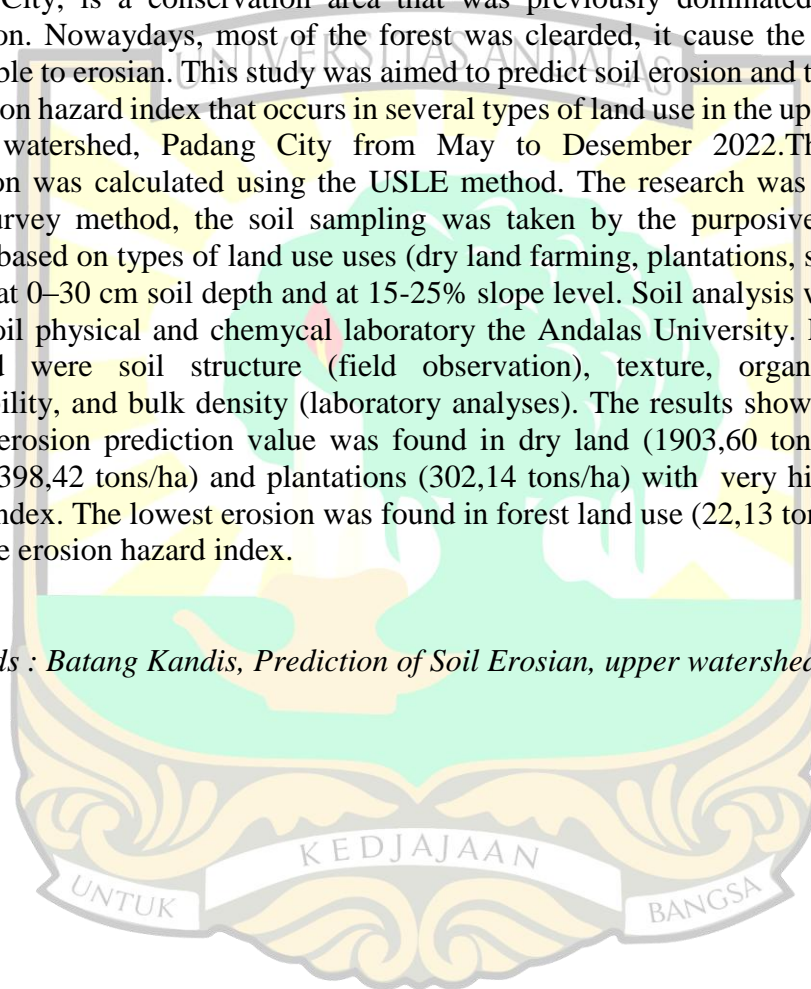 City, is a conservation area that was previously dominated
on. Nowaydays, most of the forest was clearded, it cause the
ble to erosian. This study was aimed to predict soil erosion and t
on hazard index that occurs in several types of land use in the up
watershed, Padang City from May to Desember 2022.Th
on was calculated using the USLE method. The research was
urvey method, the soil sampling was taken by the purposive
based on types of land use uses (dry land farming, plantations, s
at 0–30 cm soil depth and at 15-25% slope level. Soil analysis w
oil physical and chemycal laboratory the Andalas University.
d were soil structure (field observation), texture, organ
bility, and bulk density (laboratory analyses). The results show
erosion prediction value was found in dry land (1903,60 ton
398,42 tons/ha) and plantations (302,14 tons/ha) with very hi
ndex. The lowest erosion was found in forest land use (22,13 ton
e erosion hazard index.
ds : Batang Kandis, Prediction of Soil Erosian, upper watershed
UNIVERSITAS ANDALAS
KEDJAJAAN
UNTUK
BANGSA